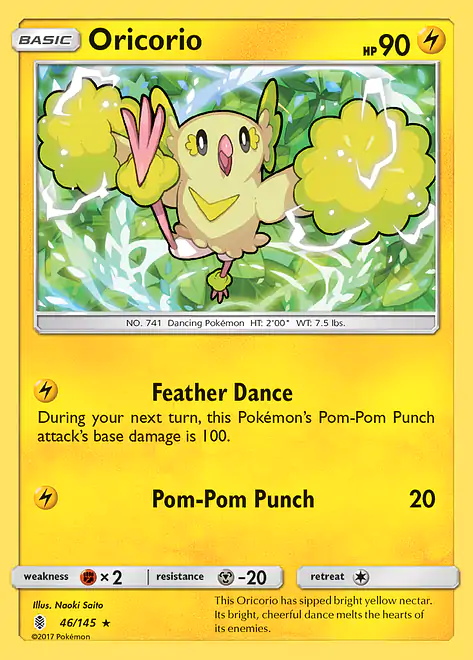 BASIC Oricorio HP 90
NO. 741 Dancing Pokémon HT: 2'00" WT: 7.5 lbs.
Feather Dance
During your next turn, this Pokémon's Pom-Pom Punch
attack's base damage is 100.
Pom-Pom Punch 20
weakness × 2 resistance -20 retreat
Illus. Naoki Saito
46/145 ★
©2017 Pokémon
This Oricorio has sipped bright yellow nectar.
Its bright, cheerful dance melts the hearts of
its enemies.